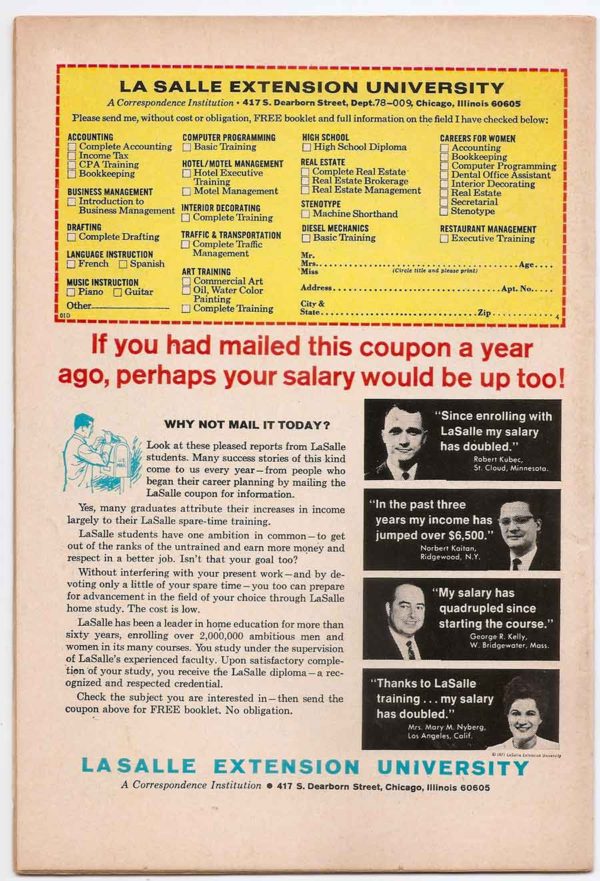 LA SALLE EXTENSION UNIVERSITY
A Correspondence Institution • 417 S. Dearborn Street, Dept.78-009, Chicago, Illinois 60605
Please send me, without cost or obligation, FREE booklet and full information on the field I have checked below:
ACCOUNTING
Complete Accounting
Income Tax
CPA Training
Bookkeeping
BUSINESS MANAGEMENT
Introduction to
Business Management
DRAFTING
Complete Drafting
LANGUAGE INSTRUCTION
French Spanish
MUSIC INSTRUCTION
Piano Guitar
Other
01D
COMPUTER PROGRAMMING
Basic Training
HOTEL/MOTEL MANAGEMENT
Hotel Executive
Training
Motel Management
INTERIOR DECORATING
Complete Training
TRAFFIC & TRANSPORTATION
Complete Traffic
Management
ART TRAINING
Commercial Art
Oil, Water Color
Painting
Complete Training
HIGH SCHOOL
High School Diploma
REAL ESTATE
Complete Real Estate
Real Estate Brokerage
Real Estate Management
STENOTYPE
Machine Shorthand
DIESEL MECHANICS
Basic Training
CAREERS FOR WOMEN
Accounting
Bookkeeping
Computer Programming
Dental Office Assistant
Interior Decorating
Real Estate
Secretarial
Stenotype
RESTAURANT MANAGEMENT
Executive Training
Mr.
Mrs. Age
Miss (Circle title and please print)
Address Apt. No.
City &
State Zip
4
If you had mailed this coupon a year
ago, perhaps your salary would be up too!
WHY NOT MAIL IT TODAY?
Look at these pleased reports from LaSalle
students. Many success stories of this kind
come to us every year—from people who
began their career planning by mailing the
LaSalle coupon for information.
Yes, many graduates attribute their increases in income
largely to their LaSalle spare-time training.
LaSalle students have one ambition in common—to get
out of the ranks of the untrained and earn more money and
respect in a better job. Isn't that your goal too?
Without interfering with your present work—and by de-
voting only a little of your spare time—you too can prepare
for advancement in the field of your choice through LaSalle
home study. The cost is low.
LaSalle has been a leader in home education for more than
sixty years, enrolling over 2,000,000 ambitious men and
women in its many courses. You study under the supervision
of LaSalle's experienced faculty. Upon satisfactory comple-
tion of your study, you receive the LaSalle diploma—a rec-
ognized and respected credential.
Check the subject you are interested in—then send the
coupon above for FREE booklet. No obligation.
"Since enrolling with
LaSalle my salary
has doubled."
Robert Kubec,
St. Cloud, Minnesota.
"In the past three
years my income has
jumped over $6,500."
Norbert Kaitan,
Ridgewood, N.Y.
"My salary has
quadrupled since
starting the course."
George R. Kelly,
W. Bridgewater, Mass.
"Thanks to LaSalle
training . . . my salary
has doubled."
Mrs. Mary M. Nyberg,
Los Angeles, Calif.
© 1971 LaSalle Extension University
LA SALLE EXTENSION UNIVERSITY
A Correspondence Institution • 417 S. Dearborn Street, Chicago, Illinois 60605